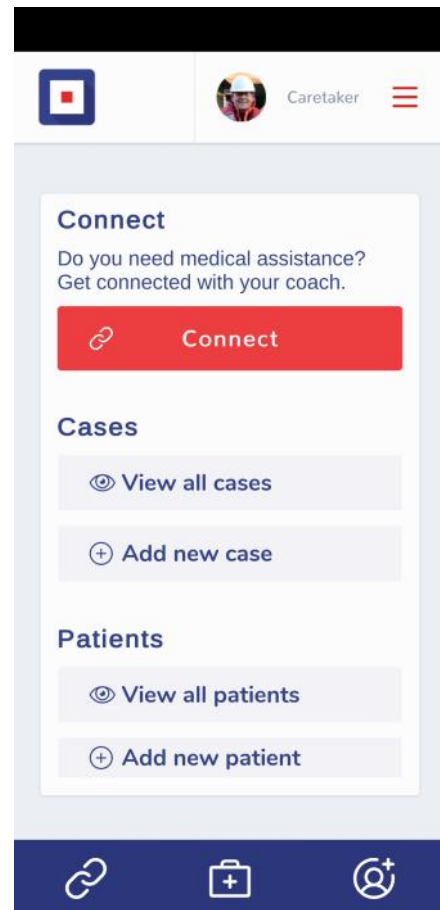 Caretaker
Connect
Do you need medical assistance?
Get connected with your coach.
Connect
Cases
View all cases
Add new case
Patients
View all patients
Add new patient